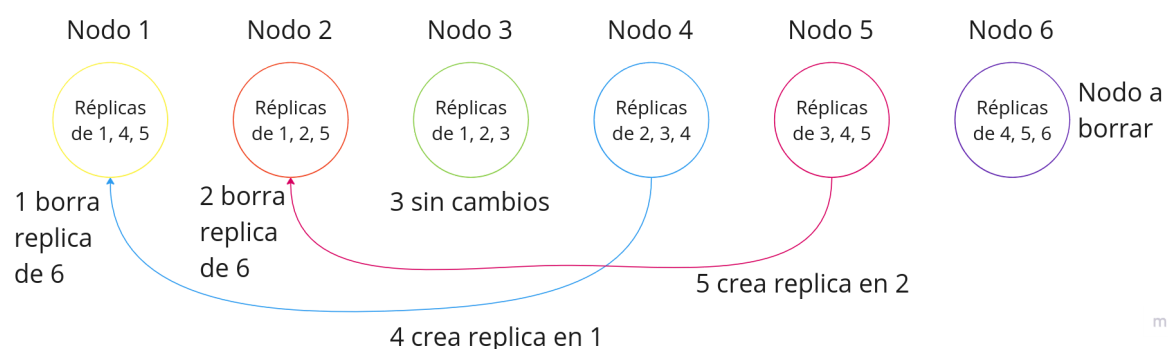 Nodo 1
Nodo 2
Nodo 3
Nodo 4
Nodo 5
Nodo 6
Réplicas
de 1, 4, 5
Réplicas
de 1, 2, 5
Réplicas
de 1, 2, 3
Réplicas
de 2, 3, 4
Réplicas
de 3, 4, 5
Réplicas
de 4, 5, 6
Nodo a
borrar
1 borra
replica
de 6
2 borra
replica
de 6
3 sin cambios
5 crea replica en 2
4 crea replica en 1
m